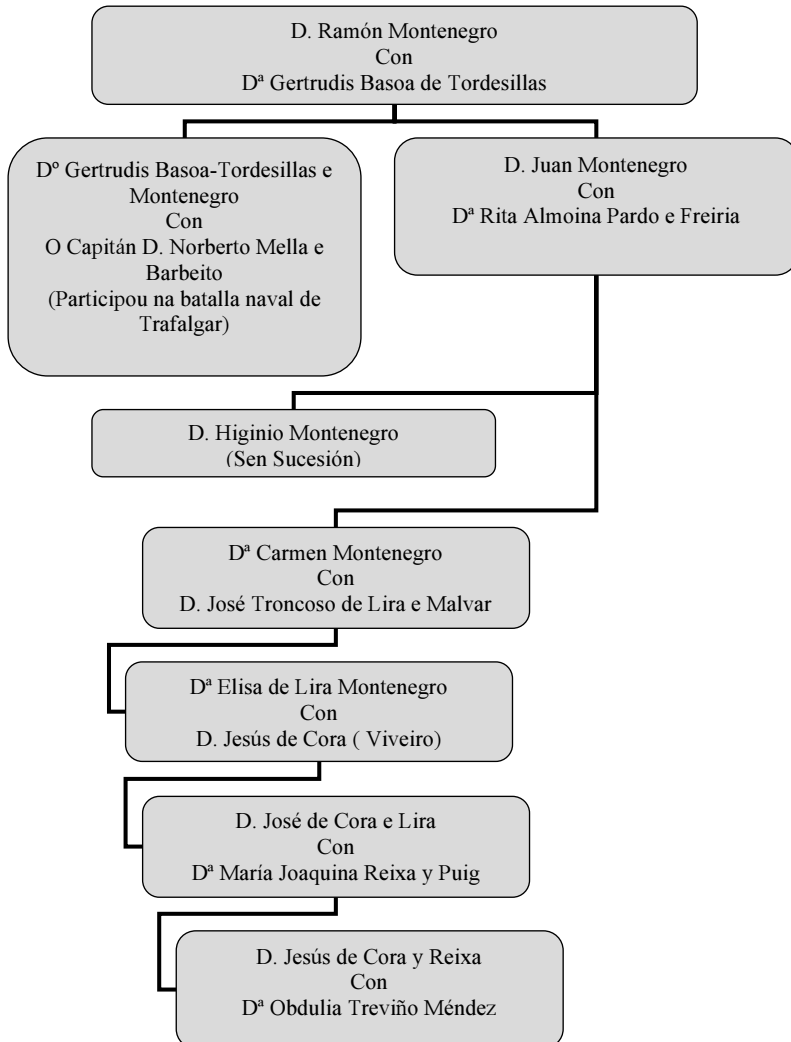 D. Ramón Montenegro
Con
Dª Gertrudis Basoa de Tordesillas
Dº Gertrudis Basoa-Tordesillas e
Montenegro
Con
O Capitán D. Norberto Mella e
Barbeito
(Participou na batalla naval de
Trafalgar)
D. Juan Montenegro
Con
Dª Rita Almoina Pardo e Freiria
D. Higinio Montenegro
(Sen Sucesión)
Dª Carmen Montenegro
Con
D. José Troncoso de Lira e Malvar
Dª Elisa de Lira Montenegro
Con
D. Jesús de Cora ( Viveiro)
D. José de Cora e Lira
Con
Dª María Joaquina Reixa y Puig
D. Jesús de Cora y Reixa
Con
Dª Obdulia Treviño Méndez